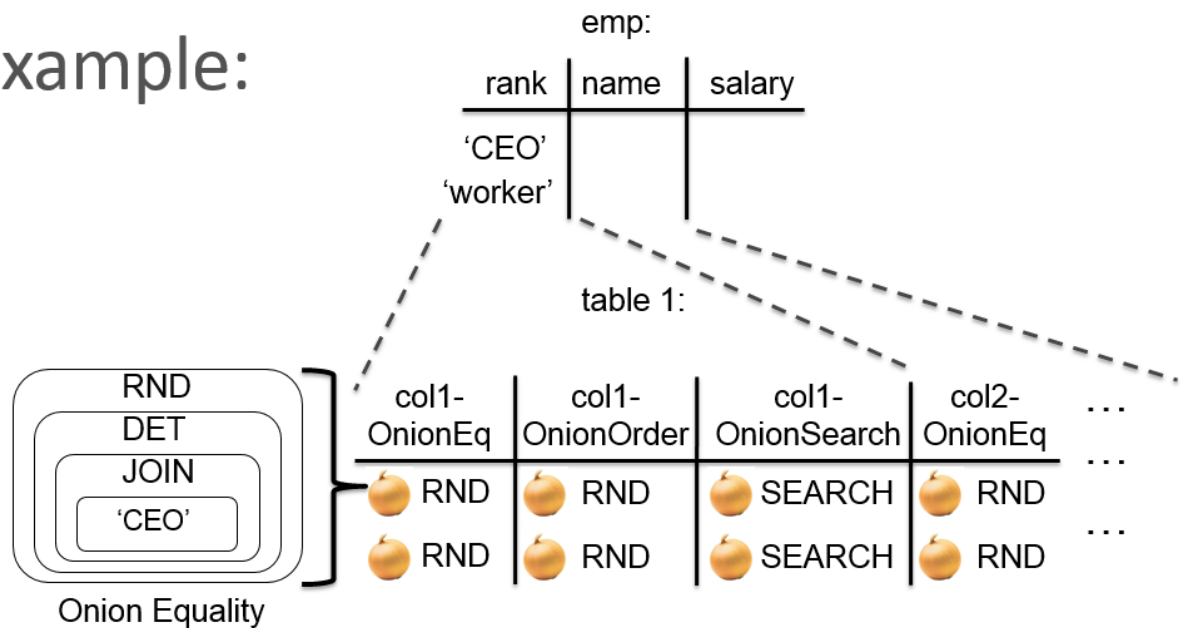 xample:
emp:
rank name salary
‘CEO’
‘worker’
table 1:
RND
DET
JOIN
‘CEO’
Onion Equality
col1- col1- col1- col2- ...
OnionEq OnionOrder OnionSearch OnionEq
...
RND RND SEARCH RND
...
RND RND SEARCH RND